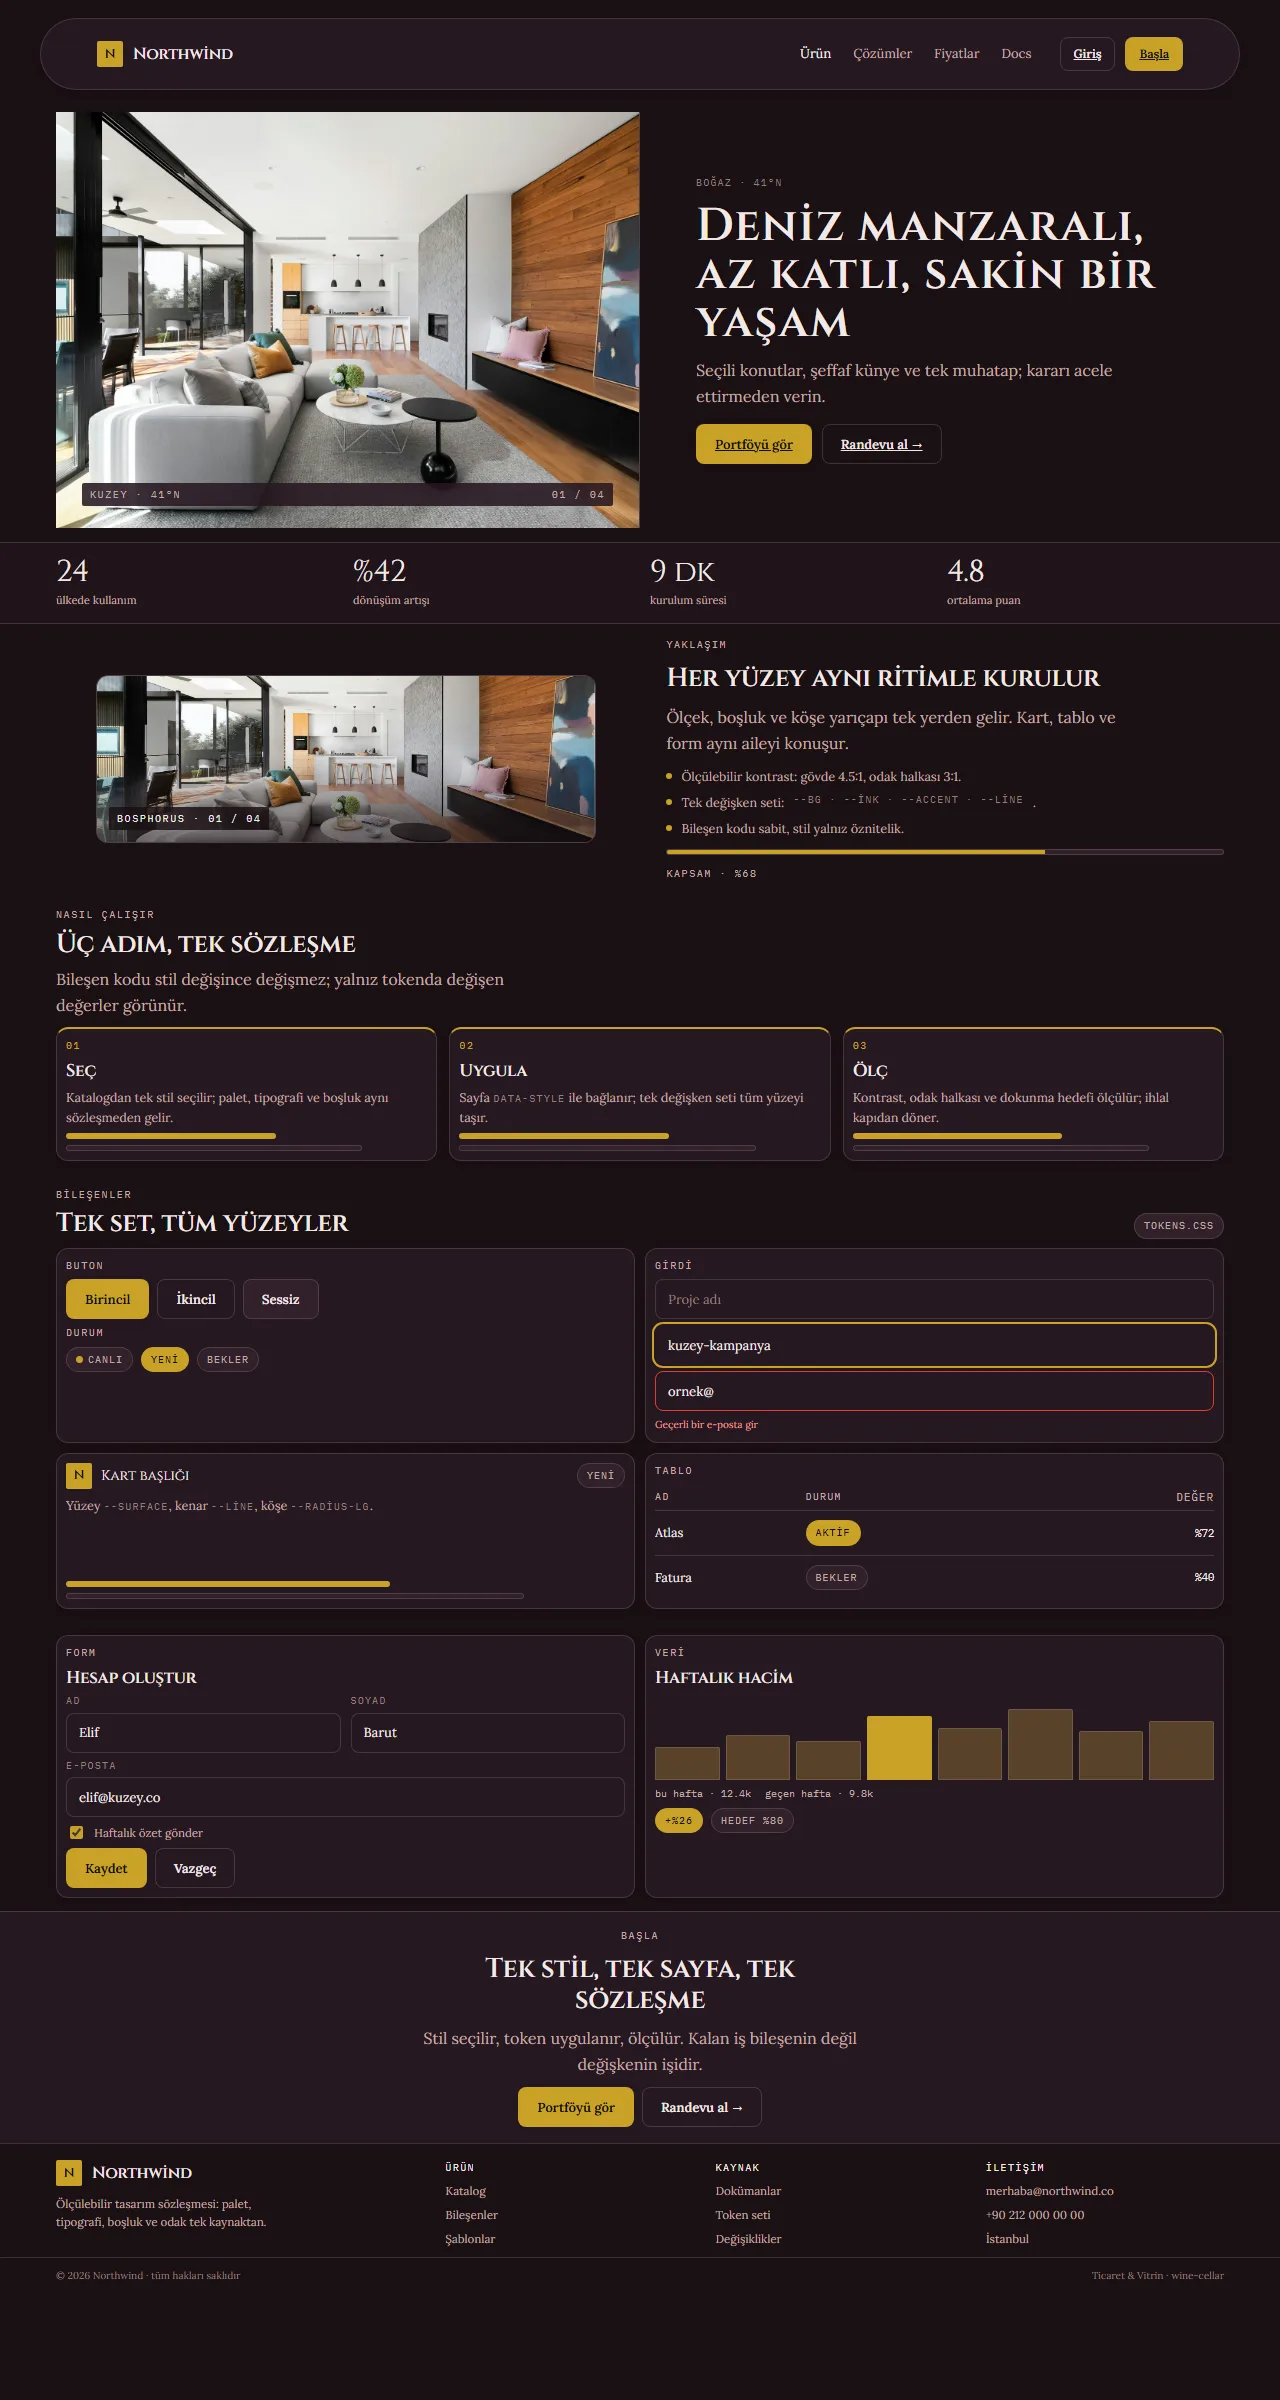 N Northwind
Ürün Çözümler Fiyatlar Docs Giriş Başla
BOĞAZ · 41°N
Deniz manzaralı,
az katlı, sakin bir
yaşam
Seçili konutlar, şeffaf künye ve tek muhatap; kararı acele
ettirmeden verin.
Portföyü gör Randevu al →
KUZEY · 41°N 01 / 04
24 %42 9 dk 4.8
ülkede kullanım dönüşüm artışı kurulum süresi ortalama puan
YAKLAŞIM
Her yüzey aynı ritimle kurulur
Ölçek, boşluk ve köşe yarıçapı tek yerden gelir. Kart, tablo ve
form aynı aileyi konuşur.
Ölçülebilir kontrast: gövde 4.5:1, odak halkası 3:1.
Tek değişken seti: --BG · --İNK · --ACCENT · --LİNE .
Bileşen kodu sabit, stil yalnız öznitelik.
KAPSAM · %68
BOSPHORUS · 01 / 04
NASIL ÇALIŞIR
Üç adım, tek sözleşme
Bileşen kodu stil değişince değişmez; yalnız tokenda değişen
değerler görünür.
01
Seç
Katalogdan tek stil seçilir; palet, tipografi ve boşluk aynı
sözleşmeden gelir.
02
Uygula
Sayfa DATA-STYLE ile bağlanır; tek değişken seti tüm yüzeyi
taşır.
03
Ölç
Kontrast, odak halkası ve dokunma hedefi ölçülür; ihlal
kapıdan döner.
BİLEŞENLER
Tek set, tüm yüzeyler
TOKENS.CSS
BUTON
Birincil İkincil Sessiz
DURUM
CANLI YENİ BEKLER
GİRDİ
Proje adı
kuzey-kampanya
ornek@
Geçerli bir e-posta gir
N Kart başlığı YENİ
Yüzey --SURFACE, kenar --LİNE, köşe --RADİUS-LG.
TABLO
AD DURUM DEĞER
Atlas AKTİF %72
Fatura BEKLER %40
FORM
Hesap oluştur
AD SOYAD
Elif Barut
E-POSTA
elif@kuzey.co
Haftalık özet gönder
Kaydet Vazgeç
VERİ
Haftalık hacim
bu hafta · 12.4k geçen hafta · 9.8k
+%26 HEDEF %80
BAŞLA
Tek stil, tek sayfa, tek
sözleşme
Stil seçilir, token uygulanır, ölçülür. Kalan iş bileşenin değil
değişkenin işidir.
Portföyü gör Randevu al →
N Northwind
Ölçülebilir tasarım sözleşmesi: palet,
tipografi, boşluk ve odak tek kaynaktan.
ÜRÜN
Katalog
Bileşenler
Şablonlar
KAYNAK
Dokümanlar
Token seti
Değişiklikler
İLETİŞİM
merhaba@northwind.co
+90 212 000 00 00
İstanbul
© 2026 Northwind · tüm hakları saklıdır
Ticaret & Vitrin · wine-cellar